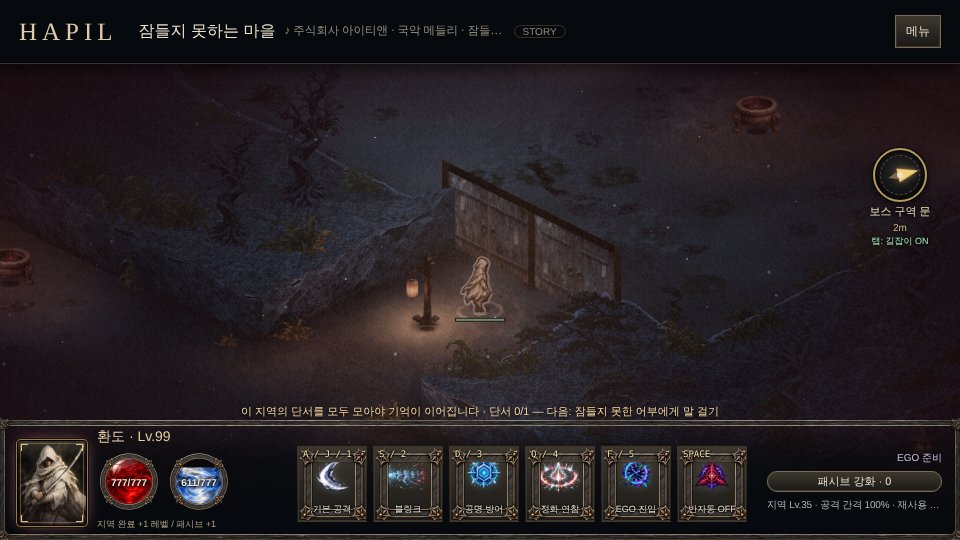 HAPIL 잠들지 못하는 마을 ♪ 주식회사 아이티앤 · 국악 메들리 · 잠들… STORY 메뉴
보스 구역 문
2m
탭: 길잡이 ON
이 지역의 단서를 모두 모아야 기억이 이어집니다 · 단서 0/1 — 다음: 잠들지 못한 어부에게 말 걸기
환도 · Lv.99
777/777 611/777
지역 완료 +1 레벨 / 패시브 +1
A / J / 1 S / 2 D / 3 Q / 4 F / 5 SPACE
기본 공격 블링크 공명 방어 정화 연참 EGO 진입 반자동 OFF
EGO 준비
패시브 강화 · 0
지역 Lv.35 · 공격 간격 100% · 재사용 …